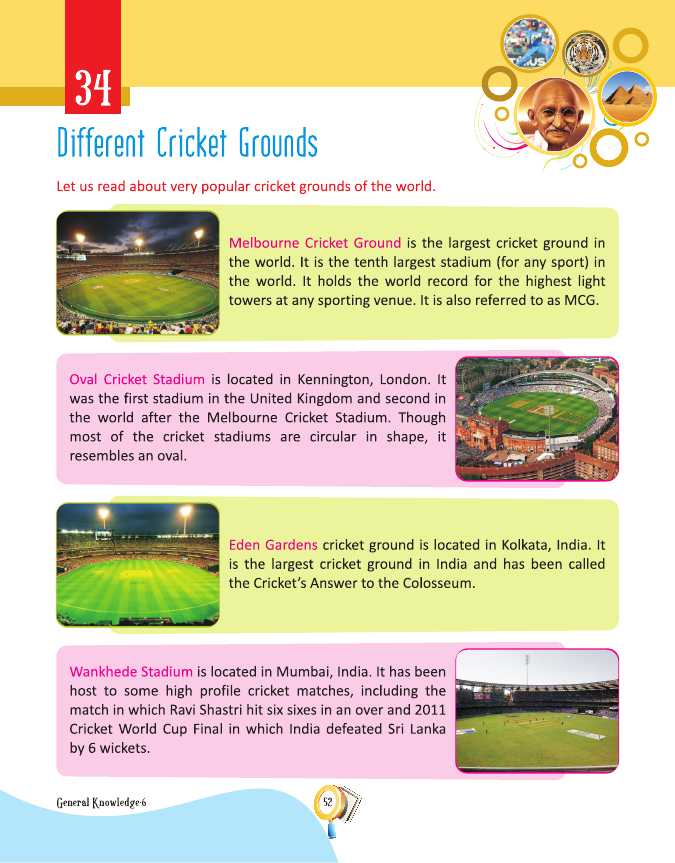 34
Different Cricket Grounds
Let us read about very popular cricket grounds of the world.
Melbourne Cricket Ground is the largest cricket ground in
the world. It is the tenth largest stadium (for any sport) in
the world. It holds the world record for the highest light
towers at any sporting venue. It is also referred to as MCG.
Oval Cricket Stadium is located in Kennington, London. It
was the first stadium in the United Kingdom and second in
the world after the Melbourne Cricket Stadium. Though
most of the cricket stadiums are circular in shape, it
resembles an oval.
Eden Gardens cricket ground is located in Kolkata, India. It
is the largest cricket ground in India and has been called
the Cricket’s Answer to the Colosseum.
Wankhede Stadium is located in Mumbai, India. It has been
host to some high profile cricket matches, including the
match in which Ravi Shastri hit six sixes in an over and 2011
Cricket World Cup Final in which India defeated Sri Lanka
by 6 wickets.
General Knowledge-6
52